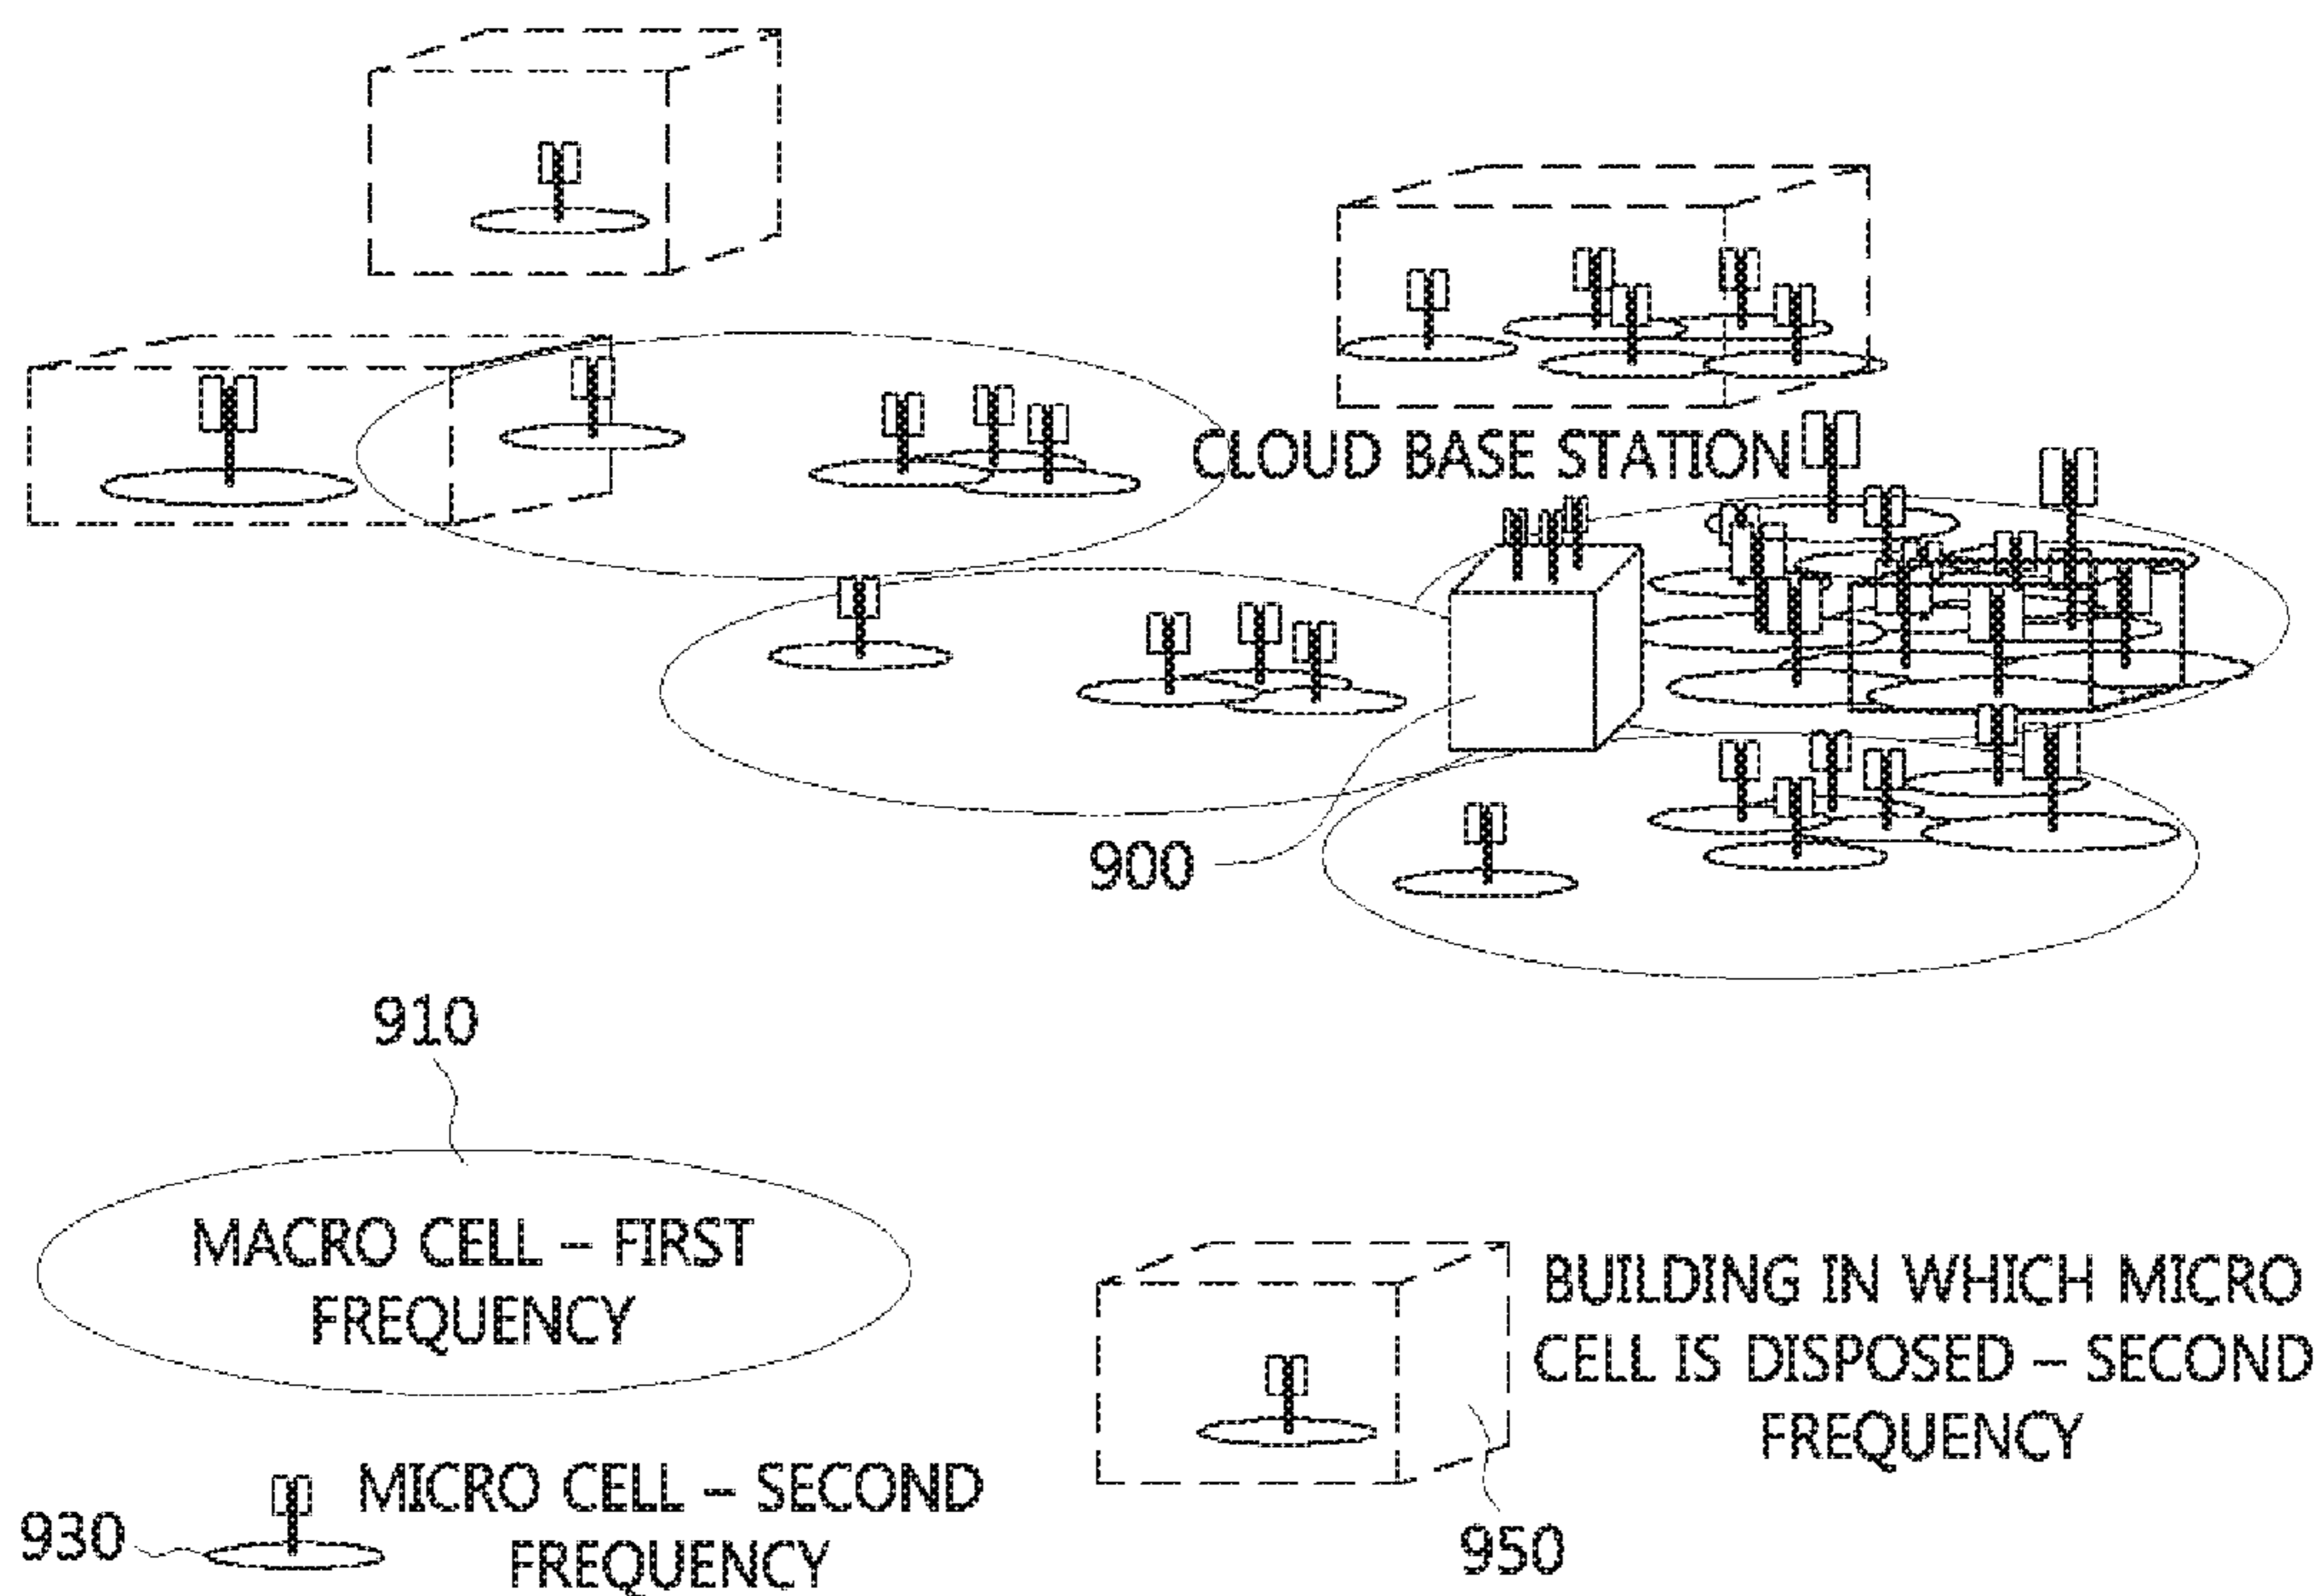 CLOUD BASE STATION
900
910
MACRO CELL – FIRST
FREQUENCY
BUILDING IN WHICH MICRO
CELL IS DISPOSED – SECOND
FREQUENCY
MICRO CELL – SECOND
FREQUENCY
930
950